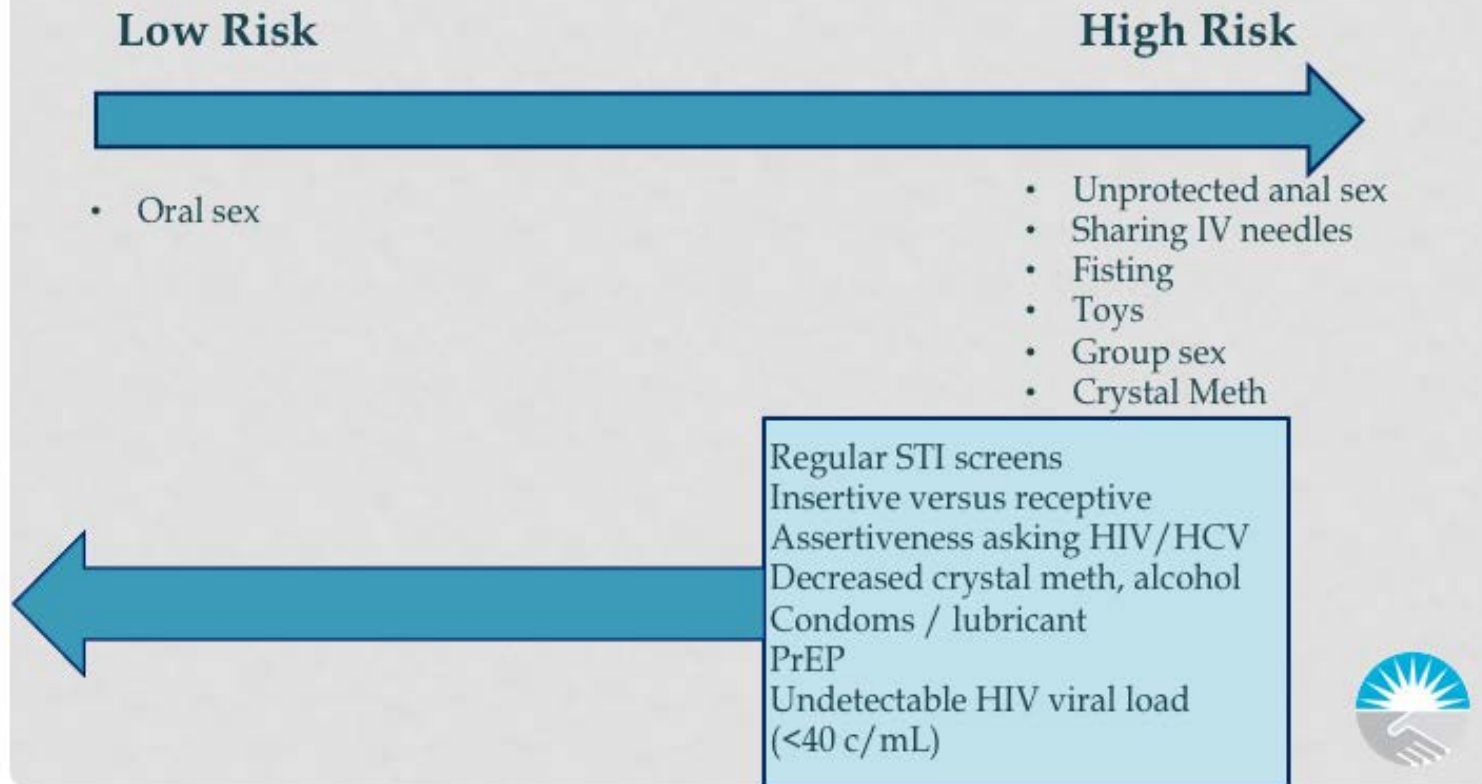 Low Risk
High Risk
• Oral sex
• Unprotected anal sex
• Sharing IV needles
• Fisting
• Toys
• Group sex
• Crystal Meth
Regular STI screens
Insertive versus receptive
Assertiveness asking HIV/HCV
Decreased crystal meth, alcohol
Condoms / lubricant
PrEP
Undetectable HIV viral load
(<40 c/mL)